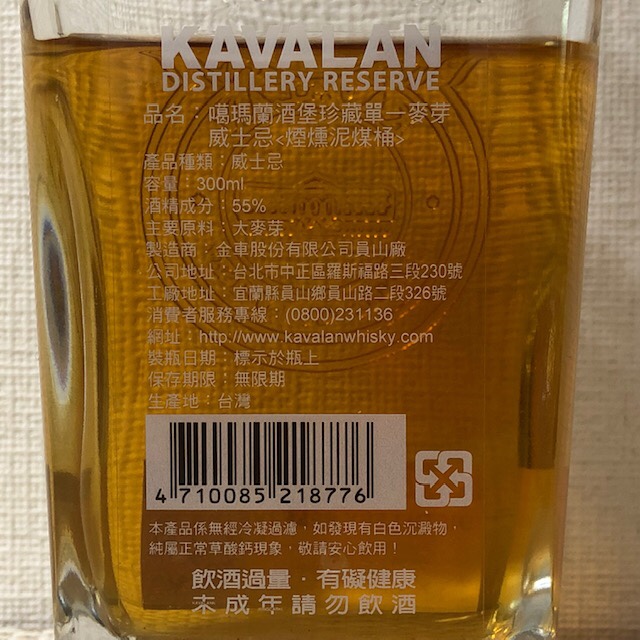 KAVALAN
DISTILLERY RESERVE
品名：噶瑪蘭酒堡珍藏單一麥芽
威士忌<煙燻泥煤桶>
產品種類：威士忌
容量：300ml
酒精成分：55%
主要原料：大麥芽
製造商：金車股份有限公司員山廠
公司地址：台北市中正區羅斯福路三段230號
工廠地址：宜蘭縣員山鄉員山路二段326號
消費者服務專線：(0800)231136
網址：http://www.kavalanwhisky.com
裝瓶日期：標示於瓶上
保存期限：無限期
生產地：台灣
4 710085 218776
本產品係無經冷凝過濾，如發現有白色沉澱物，
純屬正常草酸鈣現象，敬請安心飲用！
飲酒過量．有礙健康
未成年請勿飲酒